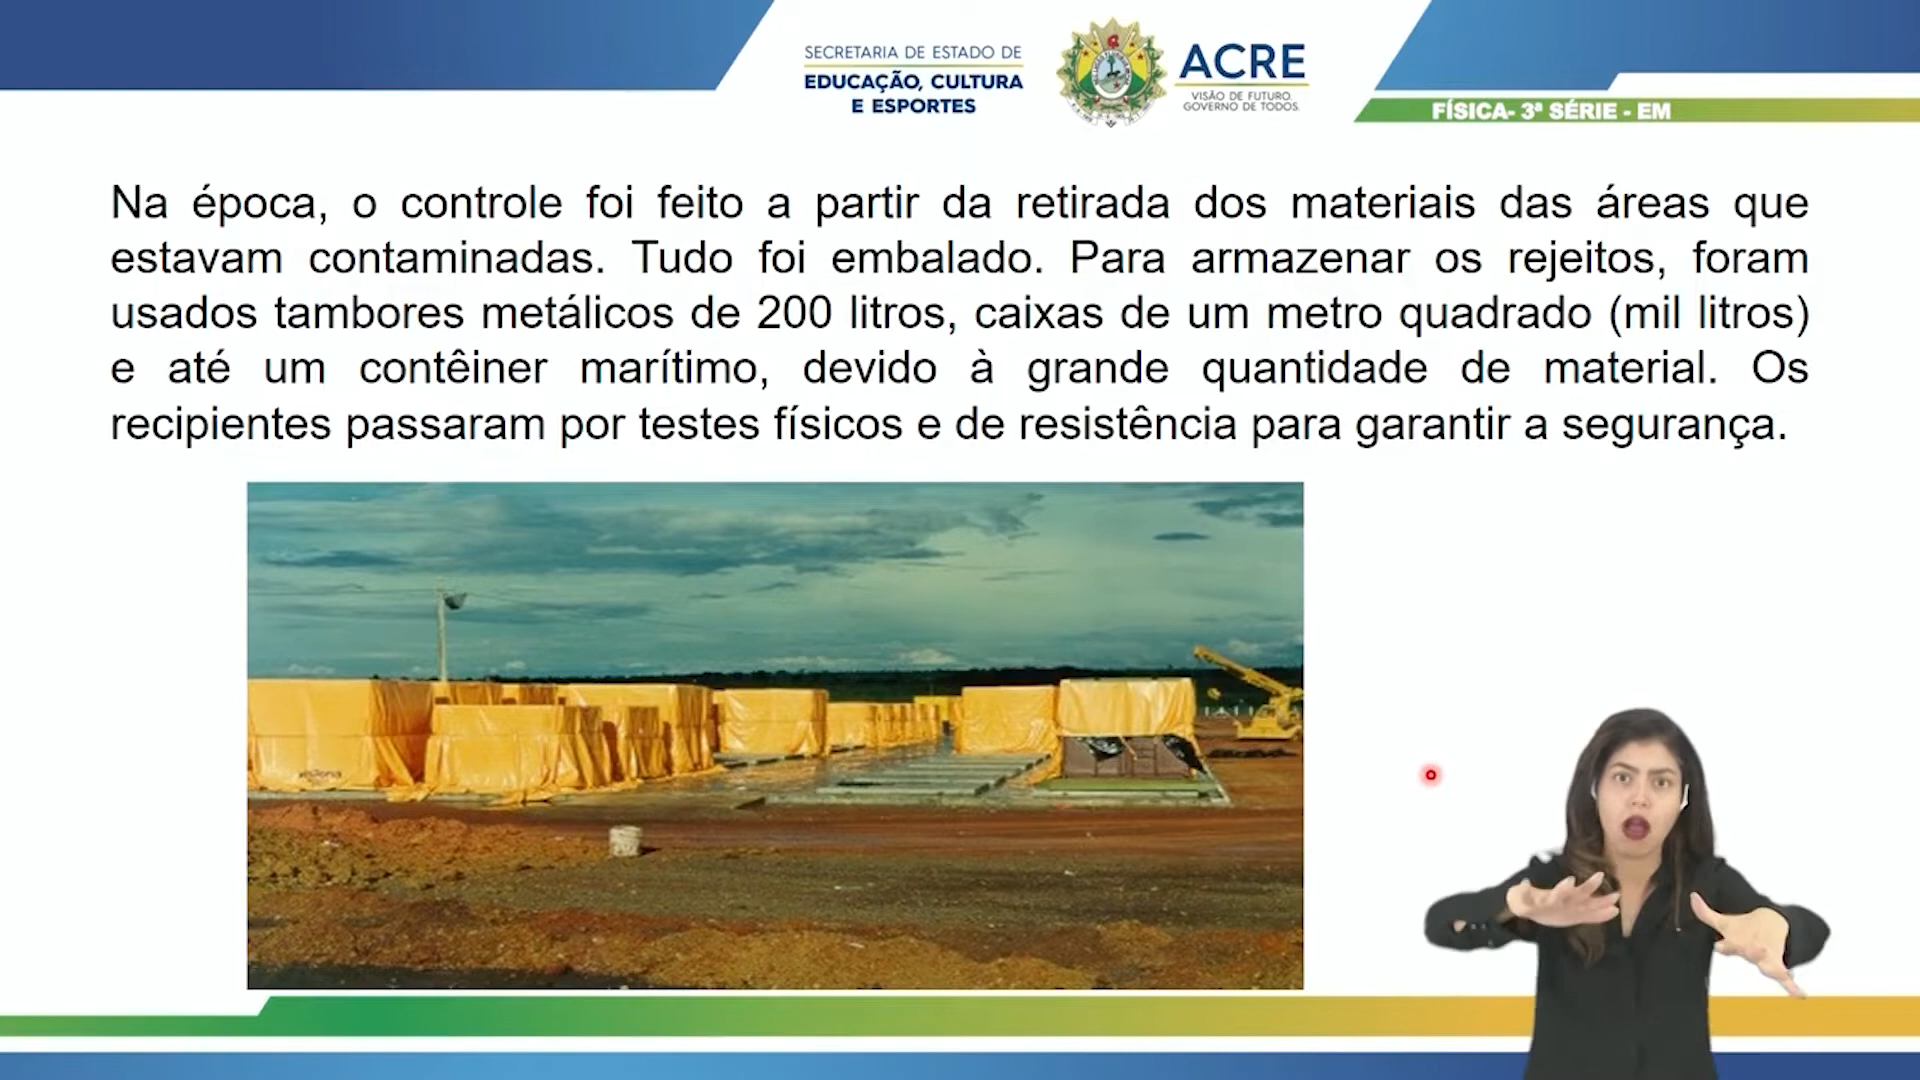 SECRETARIA DE ESTADO DE
EDUCAÇÃO, CULTURA
E ESPORTES
ACRE
VISÃO DE FUTURO.
GOVERNO DE TODOS.
FÍSICA- 3ª SÉRIE - EM
Na época, o controle foi feito a partir da retirada dos materiais das áreas que
estavam contaminadas. Tudo foi embalado. Para armazenar os rejeitos, foram
usados tambores metálicos de 200 litros, caixas de um metro quadrado (mil litros)
e até um contêiner marítimo, devido à grande quantidade de material. Os
recipientes passaram por testes físicos e de resistência para garantir a segurança.